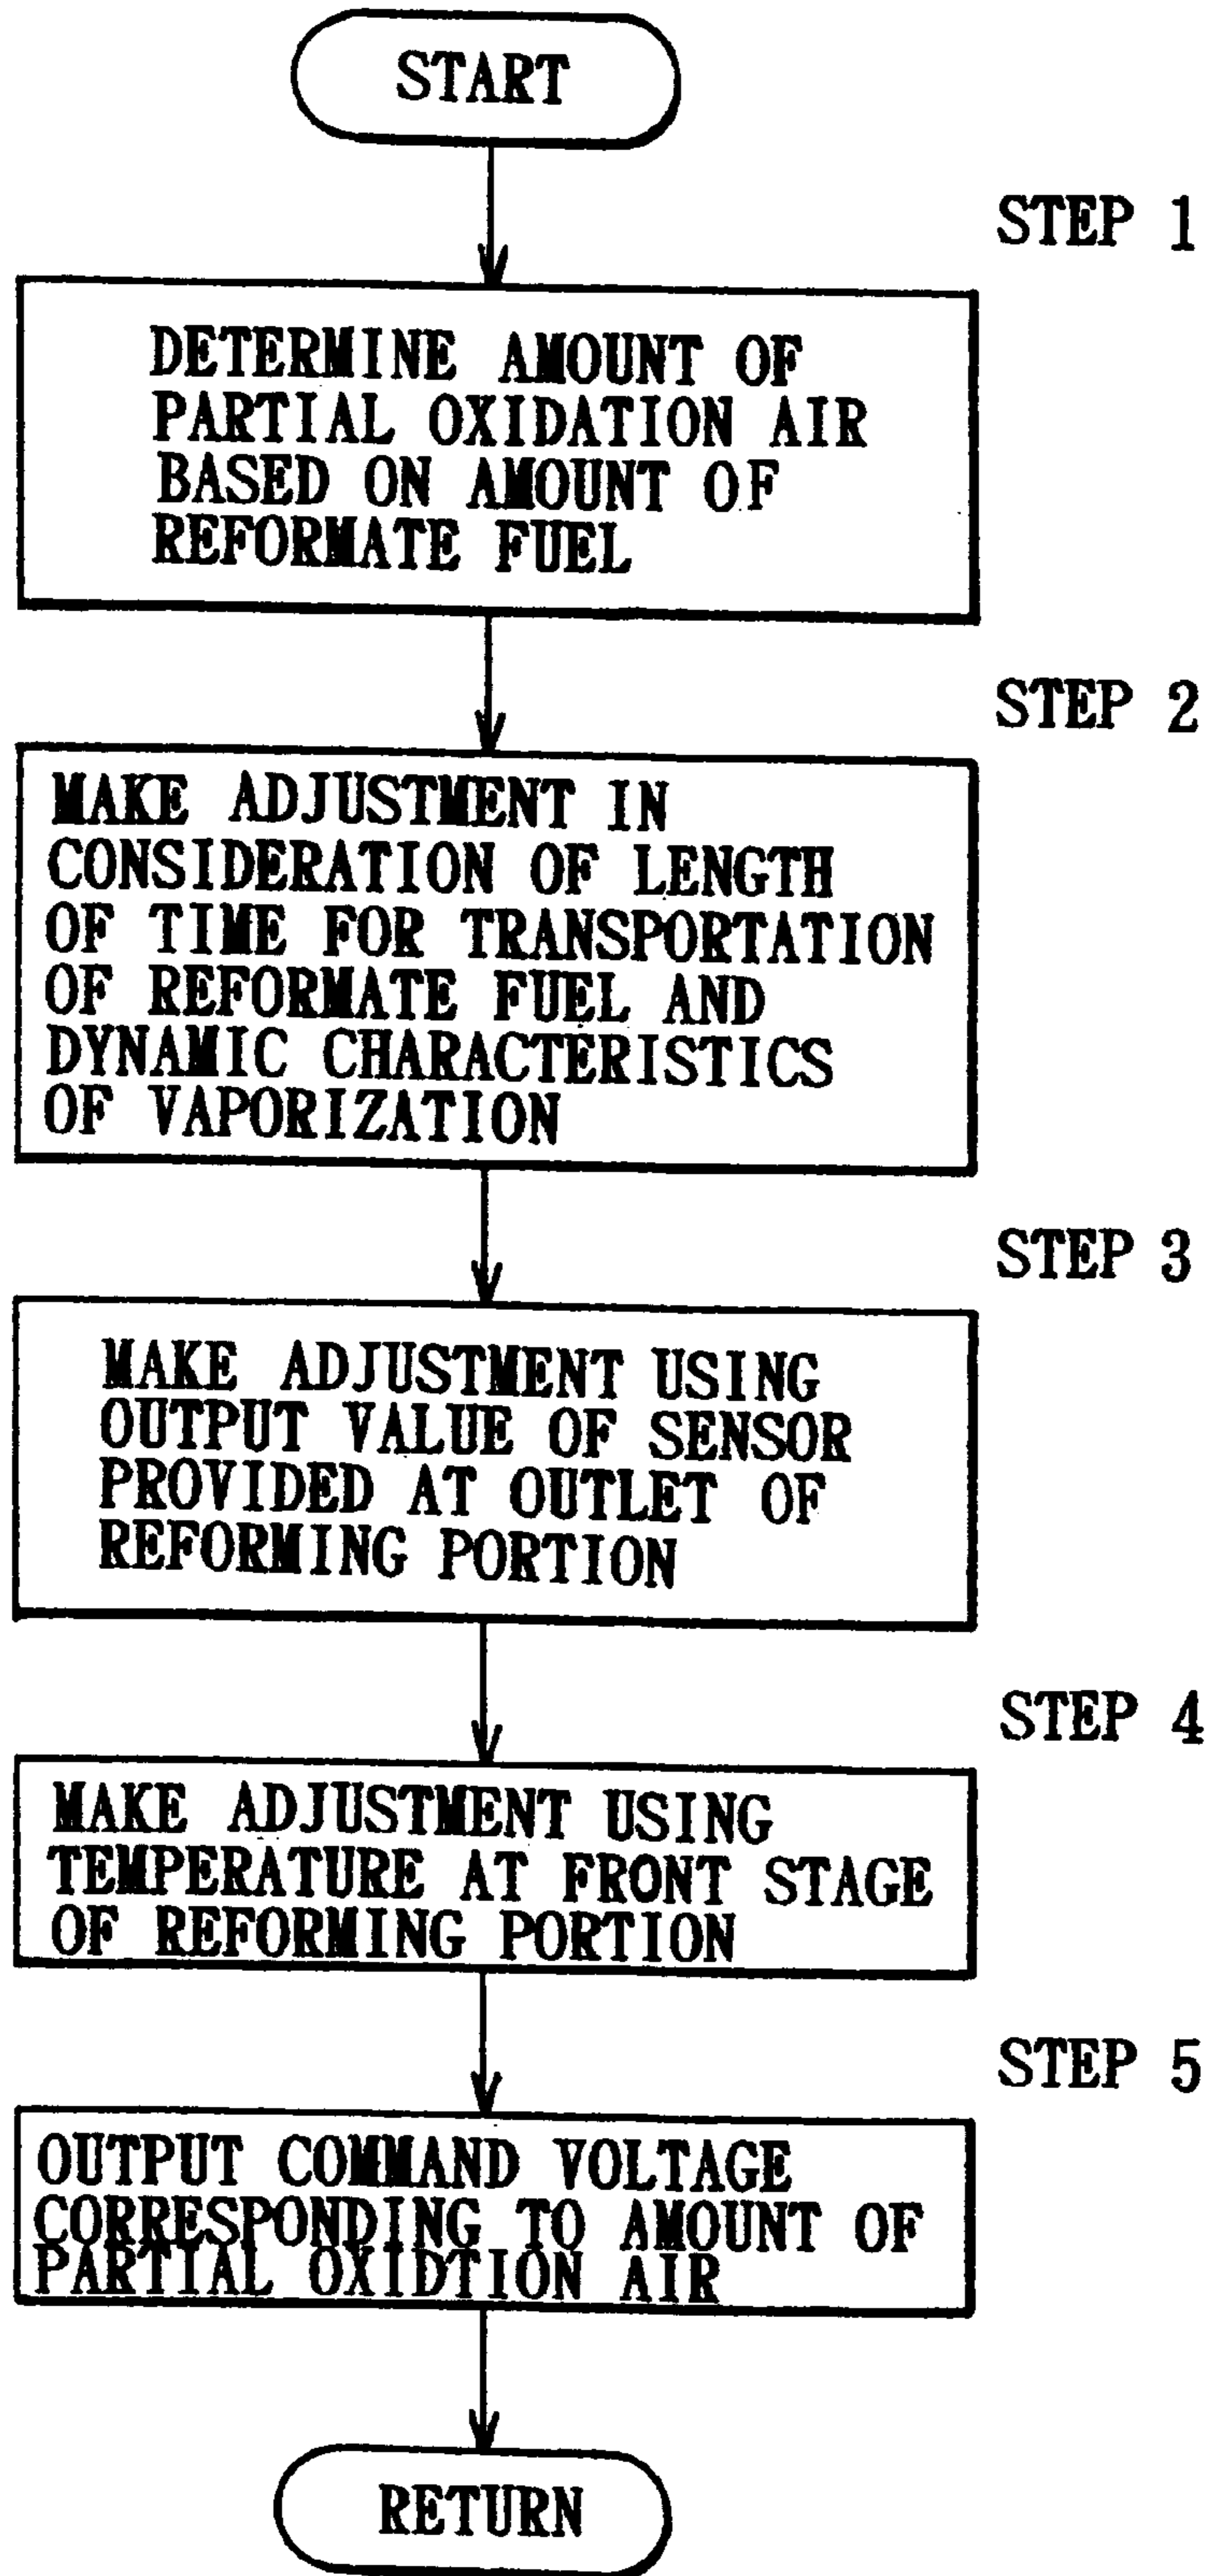 START
STEP 1
DETERMINE AMOUNT OF
PARTIAL OXIDATION AIR
BASED ON AMOUNT OF
REFORMATE FUEL
STEP 2
MAKE ADJUSTMENT IN
CONSIDERATION OF LENGTH
OF TIME FOR TRANSPORTATION
OF REFORMATE FUEL AND
DYNAMIC CHARACTERISTICS
OF VAPORIZATION
STEP 3
MAKE ADJUSTMENT USING
OUTPUT VALUE OF SENSOR
PROVIDED AT OUTLET OF
REFORMING PORTION
STEP 4
MAKE ADJUSTMENT USING
TEMPERATURE AT FRONT STAGE
OF REFORMING PORTION
STEP 5
OUTPUT COMMAND VOLTAGE
CORRESPONDING TO AMOUNT OF
PARTIAL OXIDTION AIR
RETURN